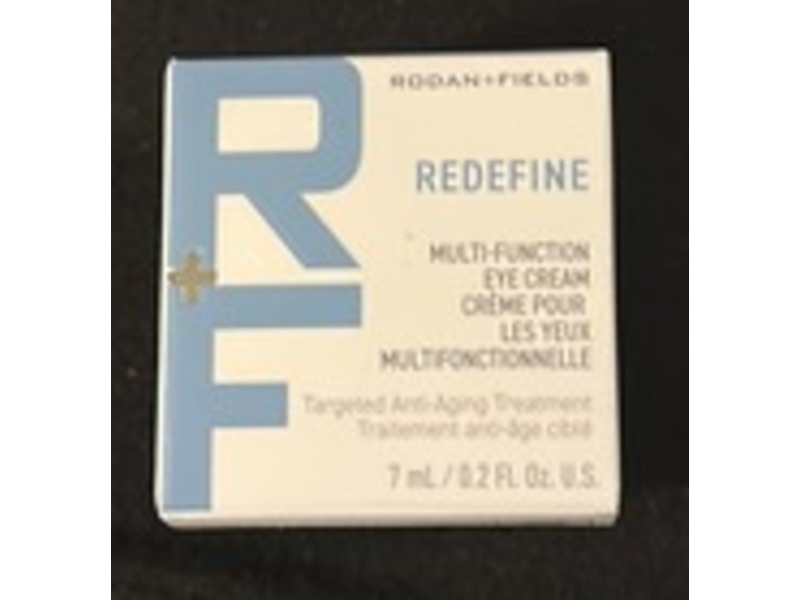 R+F
RODAN+FIELDS
REDEFINE
MULTI-FUNCTION
EYE CREAM
CRÈME POUR
LES YEUX
MULTIFONCTIONNELLE
Targeted Anti-Aging Treatment
Traitement anti-âge ciblé
7 mL / 0.2 Fl. Oz. U.S.